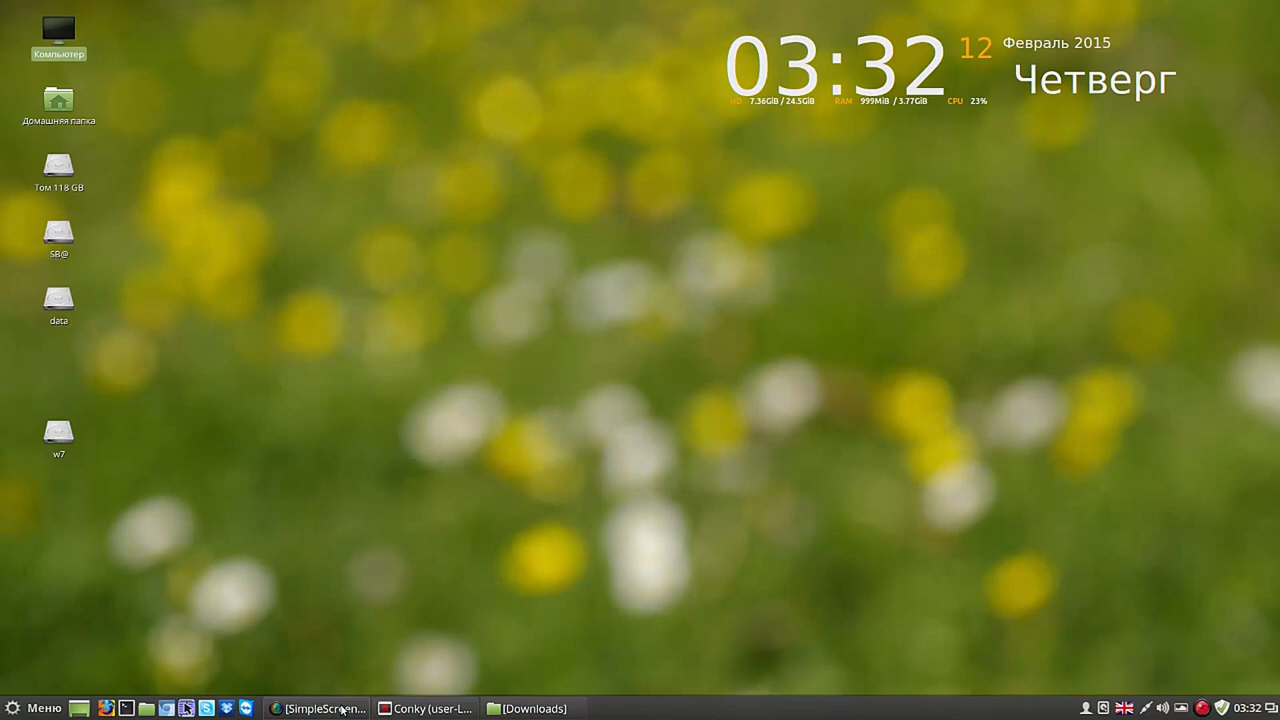 Компьютер
Домашняя папка
Том 118 GB
SB@
data
w7
03:32 12 Февраль 2015
Четверг
HD 7.36GiB / 24.5GiB RAM 999MiB / 3.77GiB CPU 23%
Меню [SimpleScreen... Conky (user-L... [Downloads] 03:32